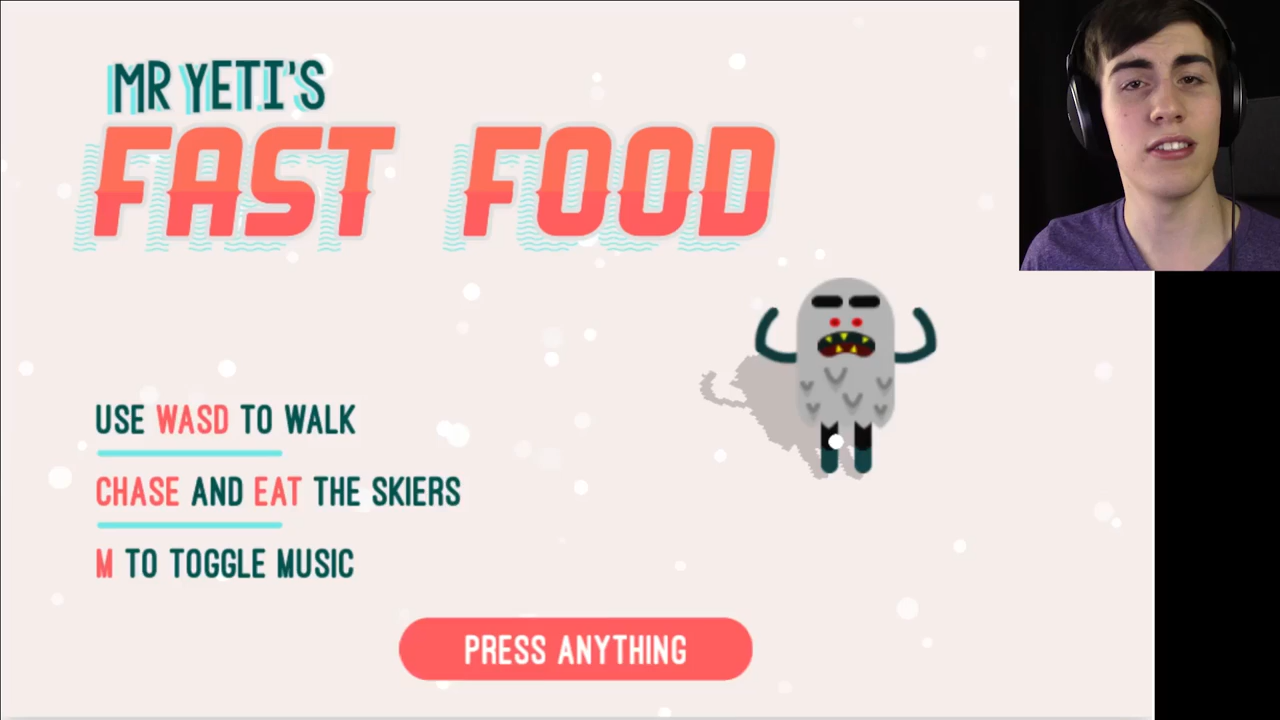 MR YETI'S
FAST FOOD
USE WASD TO WALK
CHASE AND EAT THE SKIERS
M TO TOGGLE MUSIC
PRESS ANYTHING